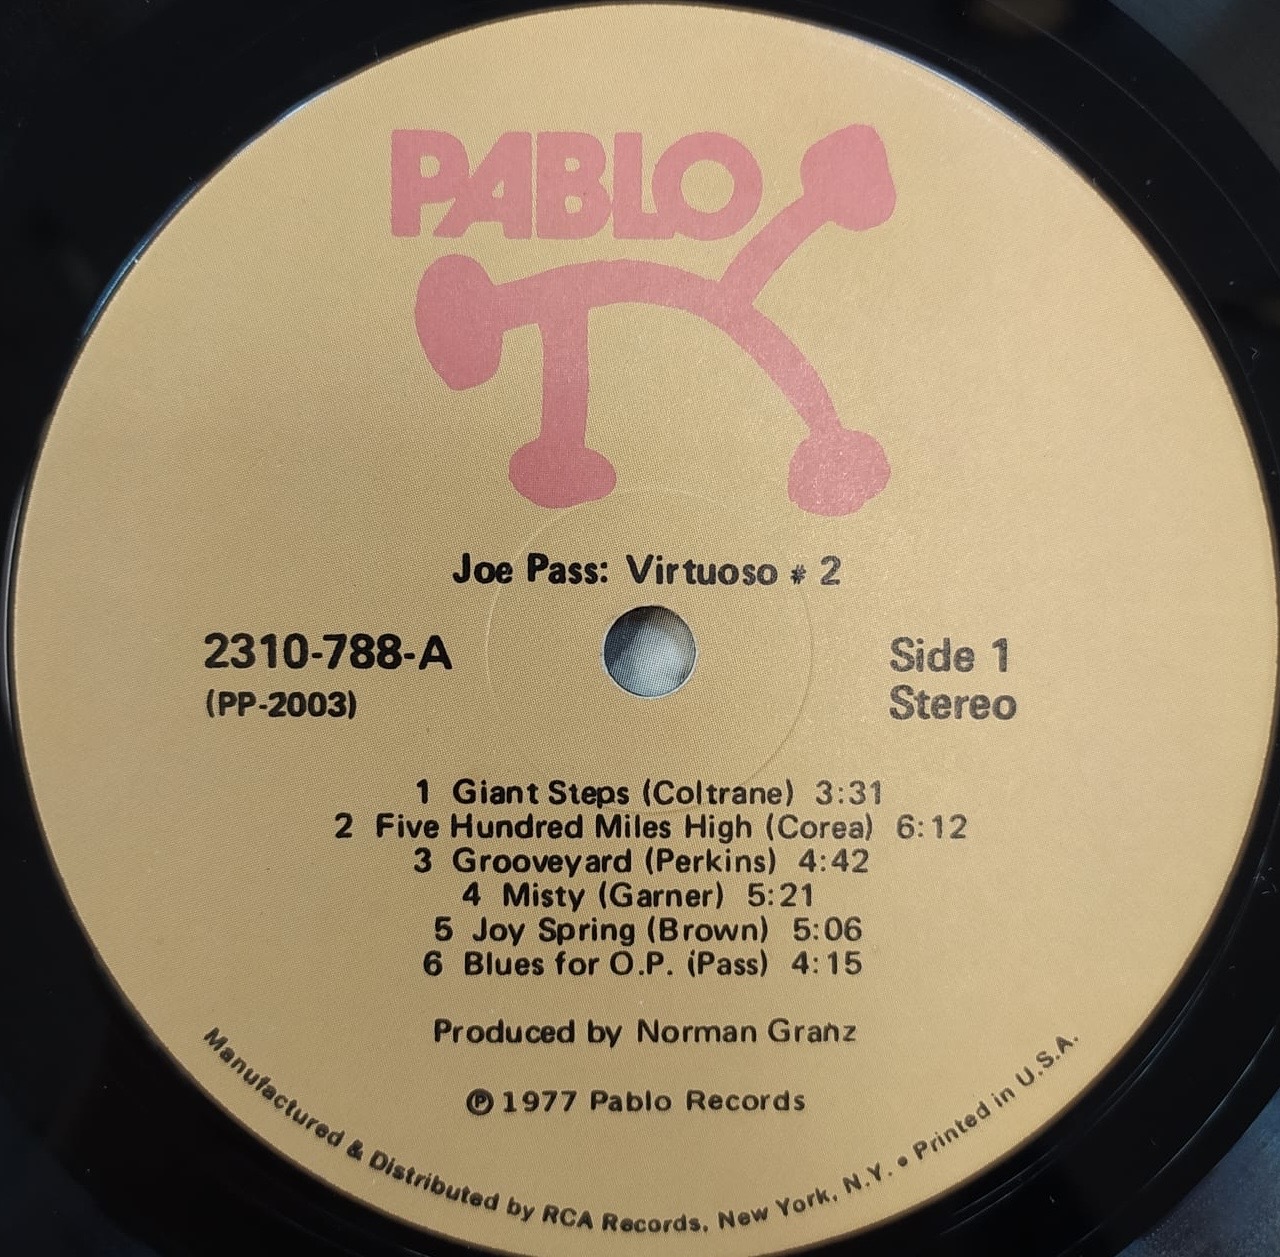 PABLO
Joe Pass: Virtuoso # 2
2310-788-A
(PP-2003)
Side 1
Stereo
1 Giant Steps (Coltrane) 3:31
2 Five Hundred Miles High (Corea) 6:12
3 Grooveyard (Perkins) 4:42
4 Misty (Garner) 5:21
5 Joy Spring (Brown) 5:06
6 Blues for O.P. (Pass) 4:15
Produced by Norman Granz
℗ 1977 Pablo Records
Manufactured & Distributed by RCA Records, New York, N.Y. • Printed in U.S.A.